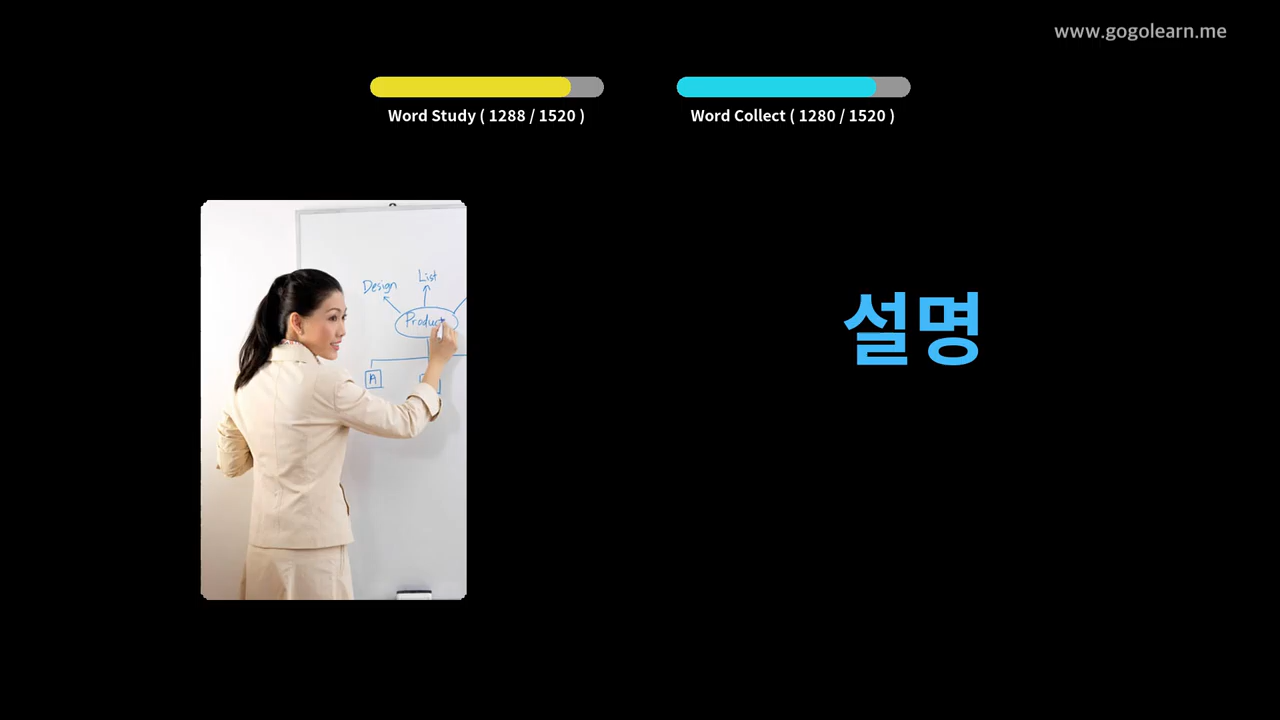 www.gogolearn.me
Word Study ( 1288 / 1520 )
Word Collect ( 1280 / 1520 )
설명
Design
List
Product
A